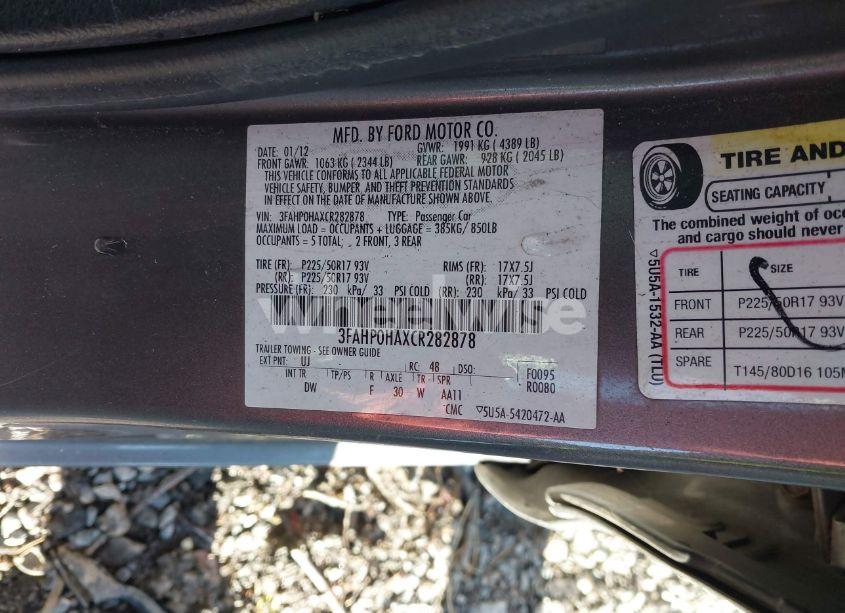 MFD. BY FORD MOTOR CO.
DATE: 01/12 GVWR: 1991 KG ( 4389 LB)
FRONT GAWR: 1063 KG ( 2344 LB) REAR GAWR: 928 KG ( 2045 LB)
THIS VEHICLE CONFORMS TO ALL APPLICABLE FEDERAL MOTOR
VEHICLE SAFETY, BUMPER, AND THEFT PREVENTION STANDARDS
IN EFFECT ON THE DATE OF MANUFACTURE SHOWN ABOVE.
VIN: 3FAHP0HAXCR282878 TYPE: Passenger Car
MAXIMUM LOAD = OCCUPANTS + LUGGAGE = 385KG/ 850LB
OCCUPANTS = 5 TOTAL; 2 FRONT, 3 REAR
TIRE (FR): P225/50R17 93V RIMS (FR): 17X7.5J
(RR): P225/50R17 93V (RR): 17X7.5J
PRESSURE (FR): 230 kPa/ 33 PSI COLD (RR): 230 kPa/ 33 PSI COLD
Wheelwise
3FAHP0HAXCR282878
TRAILER TOWING - SEE OWNER GUIDE
EXT PNT: UJ RC: 48 DSO: F0095
INT TR TP/PS R AXLE TR SPR R0080
DW F 30 W AA11
CMC ▽5U5A-5420472-AA
TIRE AND
SEATING CAPACITY
The combined weight of occ
and cargo should never
▽5U5A-1532-AA (TLU)
TIRE SIZE
FRONT P225/50R17 93V
REAR P225/50R17 93V
SPARE T145/80D16 105M